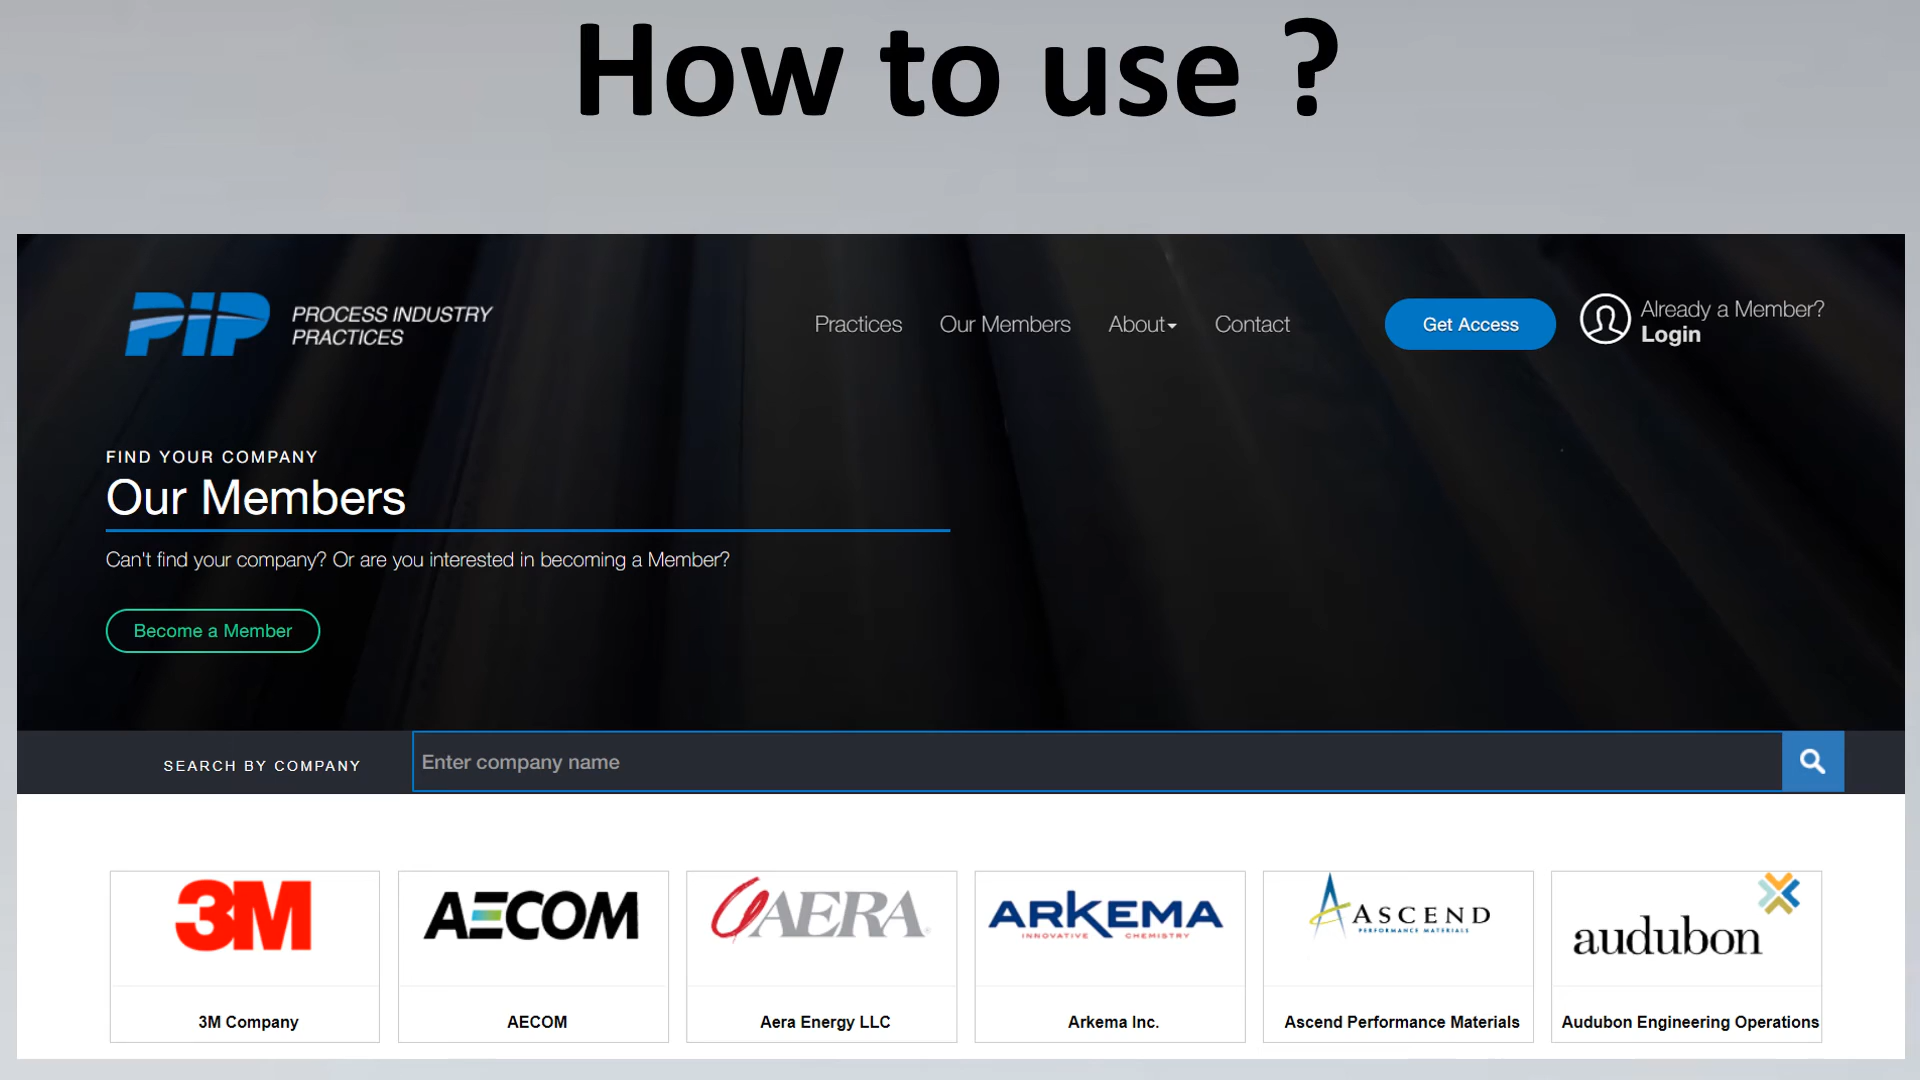 How to use ?
PIP
PROCESS INDUSTRY
PRACTICES
Practices
Our Members
About
Contact
Get Access
Already a Member?
Login
FIND YOUR COMPANY
Our Members
Can't find your company? Or are you interested in becoming a Member?
Become a Member
SEARCH BY COMPANY
Enter company name
3M
AECOM
AERA
ARKEMA
INNOVATIVE CHEMISTRY
ASCEND
PERFORMANCE MATERIALS
audubon
3M Company
AECOM
Aera Energy LLC
Arkema Inc.
Ascend Performance Materials
Audubon Engineering Operations